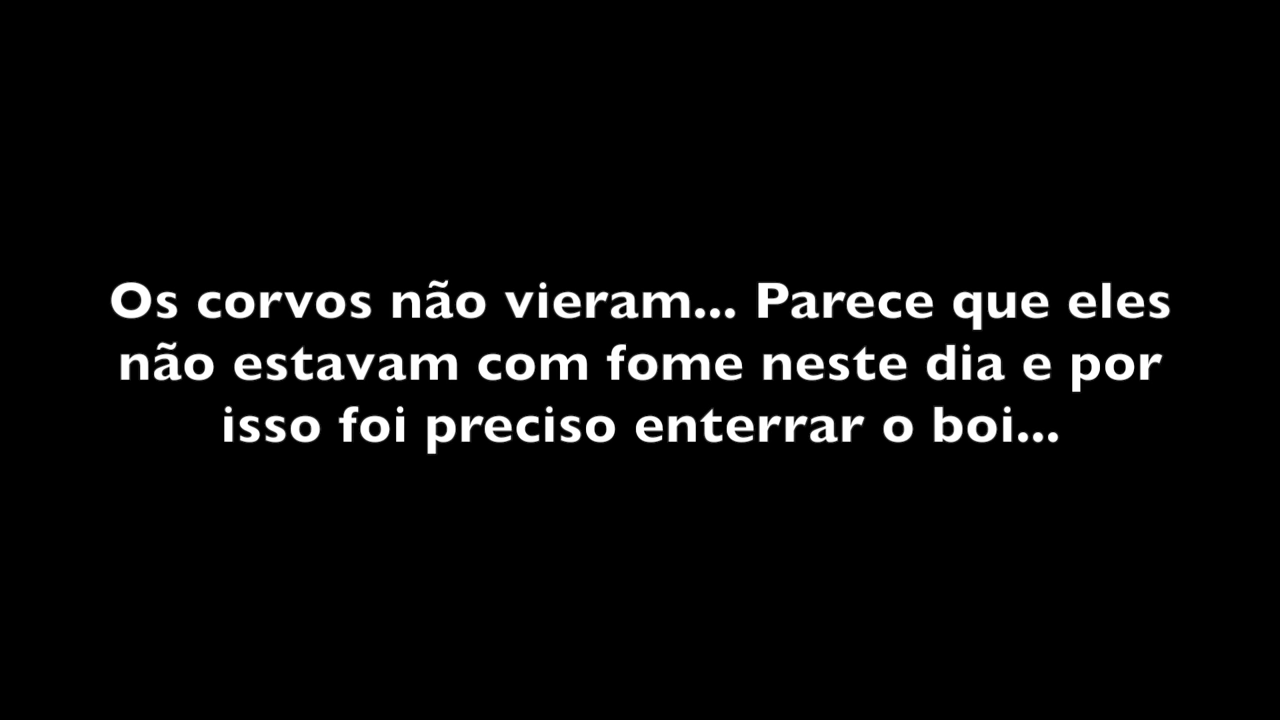 Os corvos não vieram... Parece que eles
não estavam com fome neste dia e por
isso foi preciso enterrar o boi...